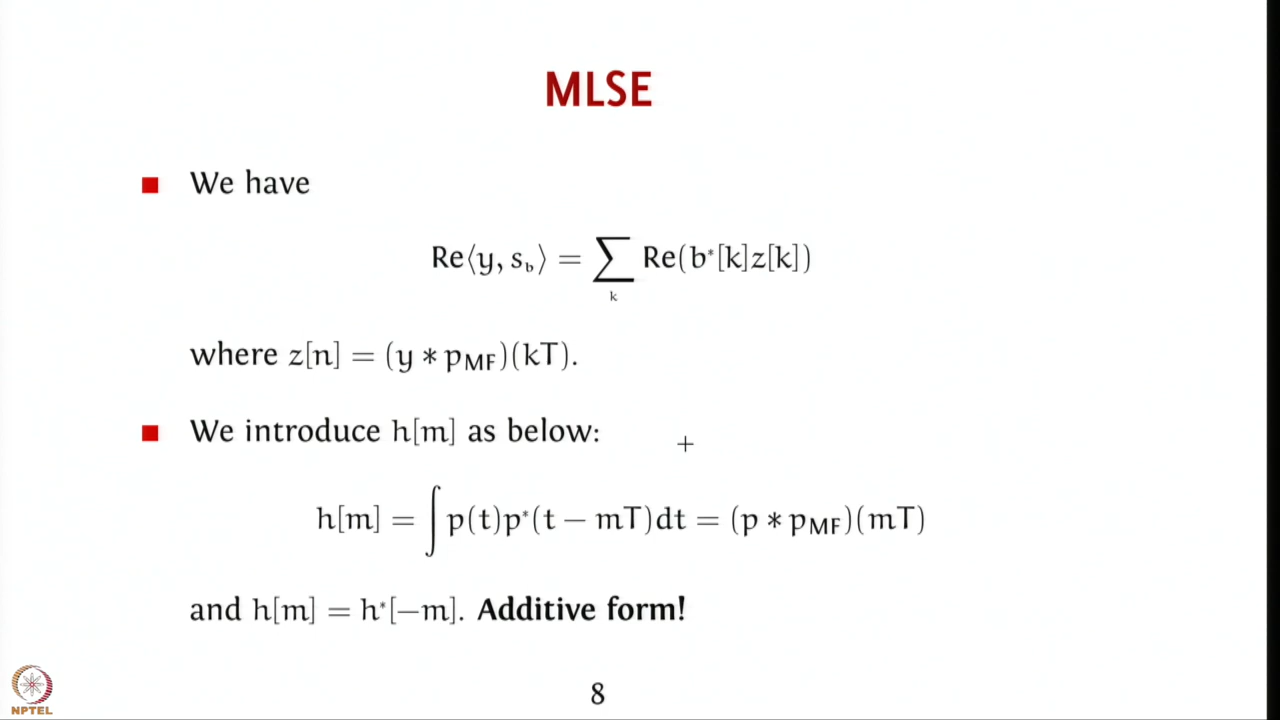 MLSE
We have
Re⟨y, s_b⟩ = ∑_k Re(b*[k]z[k])
where z[n] = (y ∗ p_MF)(kT).
We introduce h[m] as below:
h[m] = ∫ p(t)p*(t − mT)dt = (p ∗ p_MF)(mT)
and h[m] = h*[−m]. Additive form!
NPTEL
8